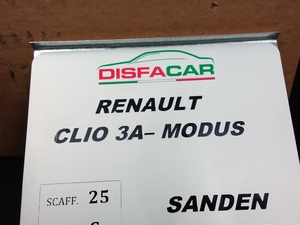 DISFACAR
RENAULT
CLIO 3A– MODUS
SCAFF. 25
SANDEN